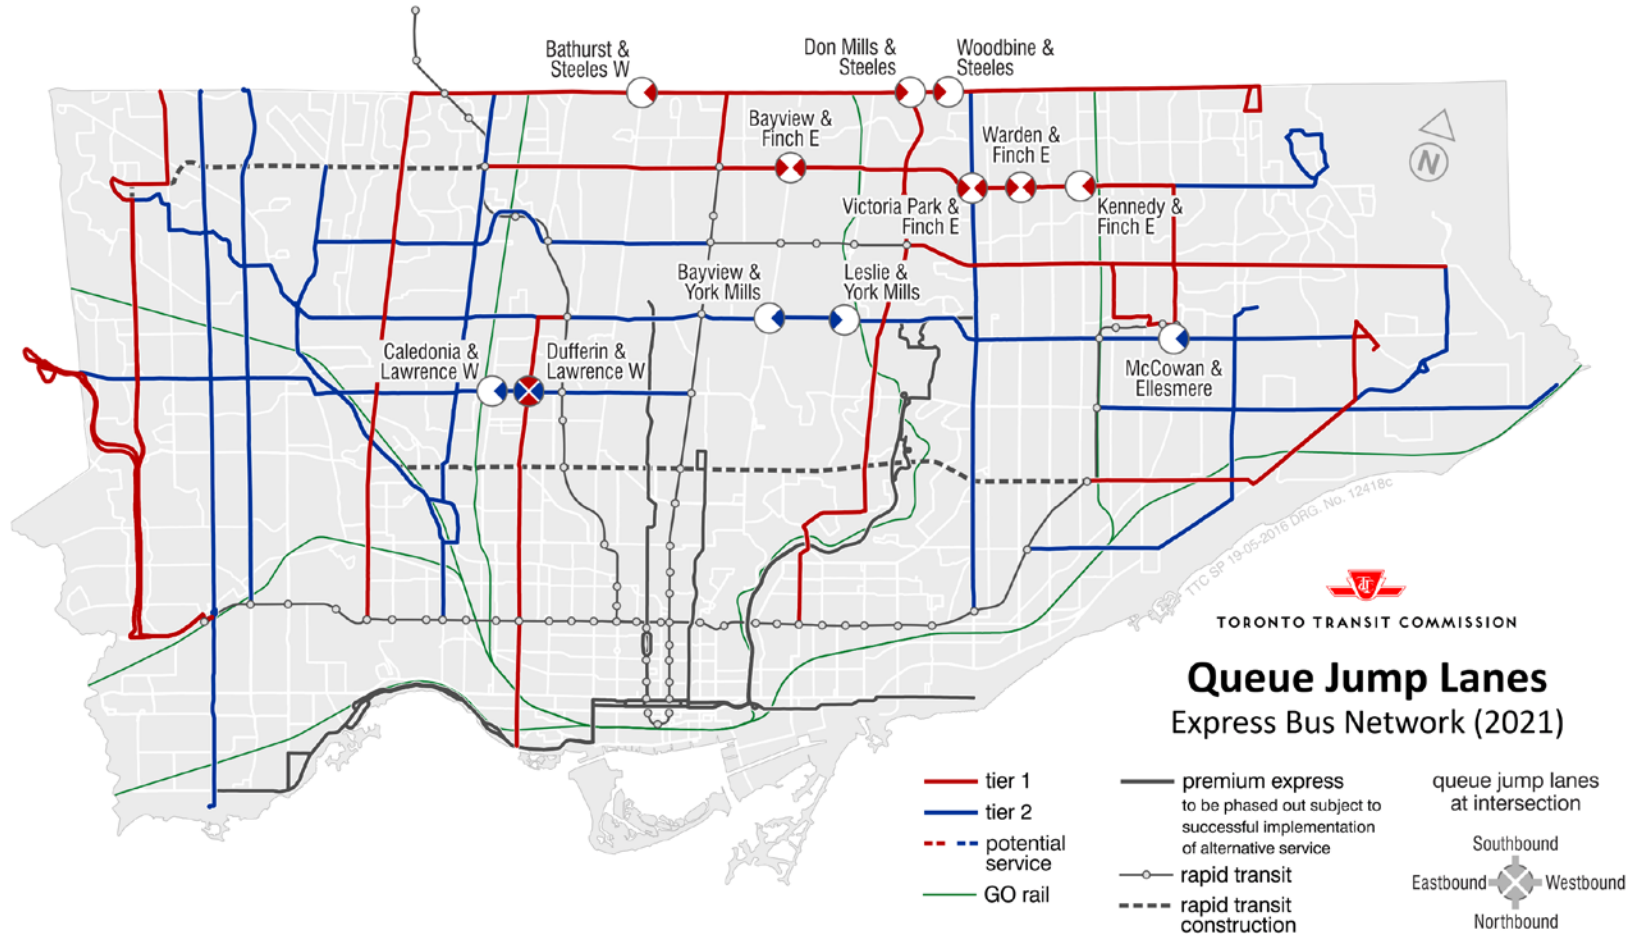 Bathurst &
Steeles W
Don Mills &
Steeles
Woodbine &
Steeles
Bayview &
Finch E
Warden &
Finch E
N
Victoria Park &
Finch E
Kennedy &
Finch E
Bayview &
York Mills
Leslie &
York Mills
Caledonia &
Lawrence W
Dufferin &
Lawrence W
McCowan &
Ellesmere
TTC SP 19-05-2016 DRG. No. 12418c
TTC
TORONTO TRANSIT COMMISSION
Queue Jump Lanes
Express Bus Network (2021)
tier 1
tier 2
potential
service
GO rail
premium express
to be phased out subject to
successful implementation
of alternative service
rapid transit
rapid transit
construction
queue jump lanes
at intersection
Southbound
Eastbound
Westbound
Northbound